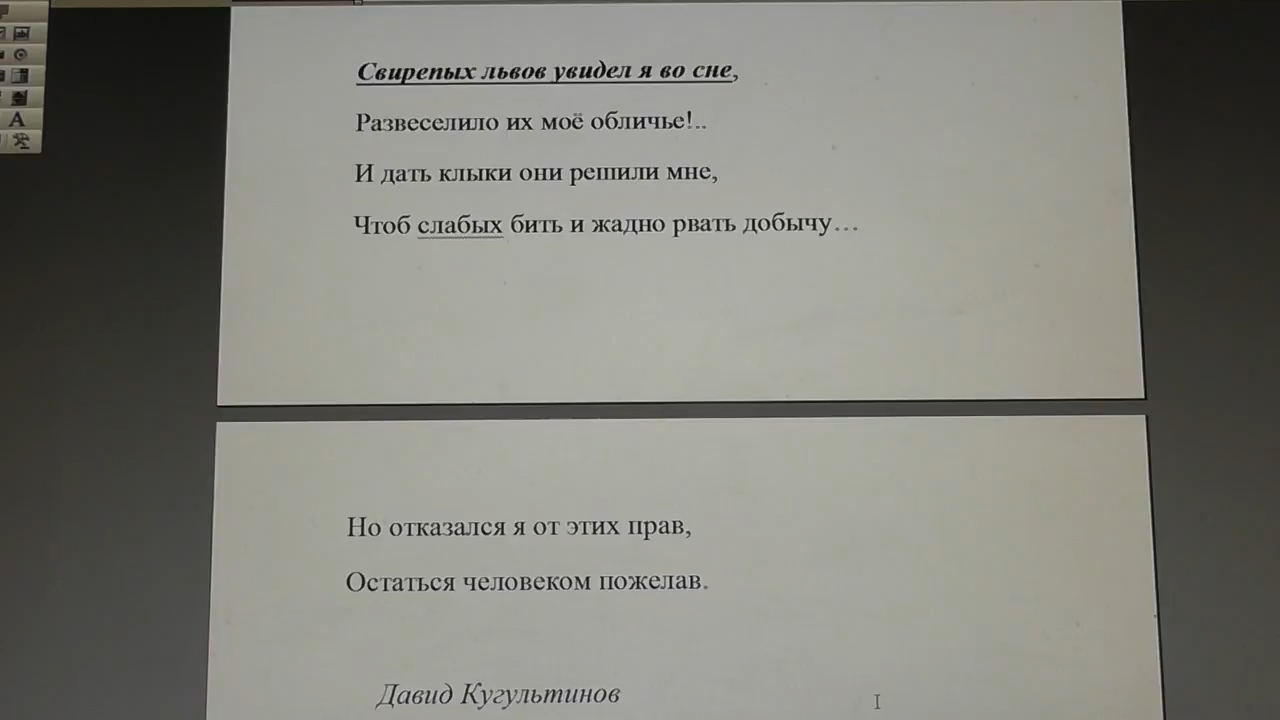 Свирепых львов увидел я во сне,
Развеселило их моё обличье!..
И дать клыки они решили мне,
Чтоб слабых бить и жадно рвать добычу…
Но отказался я от этих прав,
Остаться человеком пожелав.
Давид Кугультинов